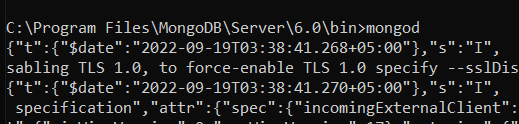 C:\Program Files\MongoDB\Server\6.0\bin>mongod
{"t":{"$date":"2022-09-19T03:38:41.268+05:00"},"s":"I",
sabling TLS 1.0, to force-enable TLS 1.0 specify --sslDis
{"t":{"$date":"2022-09-19T03:38:41.270+05:00"},"s":"I",
specification","attr":{"spec":{"incomingExternalClient":